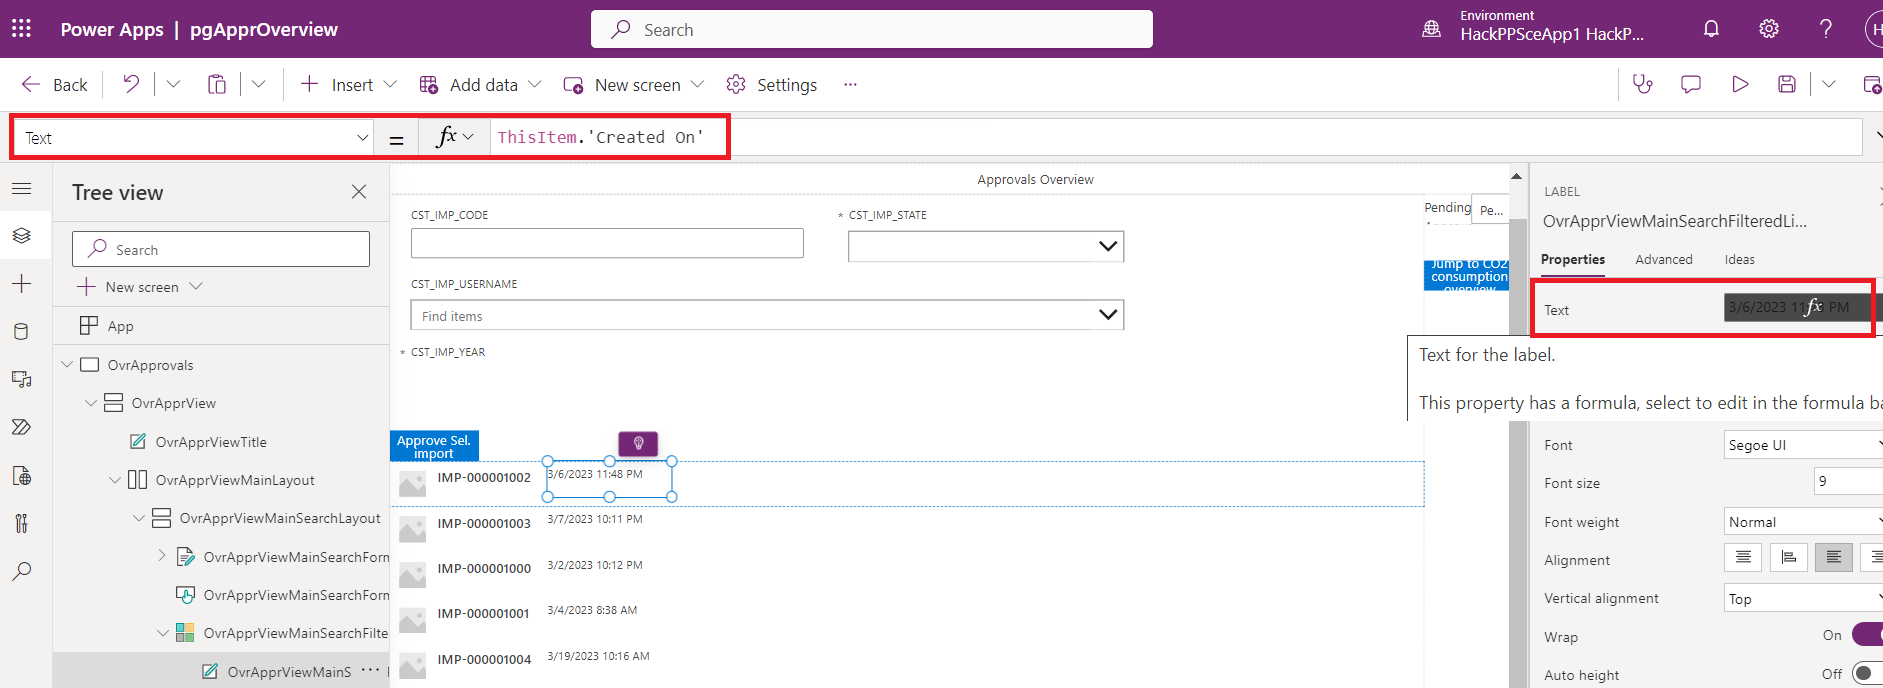 Power Apps | pgApprOverview
Search
Environment
HackPPSceApp1 HackP...
H
Back
Insert
Add data
New screen
Settings
...
Text
=
fx
ThisItem.'Created On'
Tree view
Search
New screen
App
OvrApprovals
OvrApprView
OvrApprViewTitle
OvrApprViewMainLayout
OvrApprViewMainSearchLayout
OvrApprViewMainSearchForm
OvrApprViewMainSearchForm
OvrApprViewMainSearchFilte
OvrApprViewMainS ...
Approvals Overview
CST_IMP_CODE
* CST_IMP_STATE
CST_IMP_USERNAME
Find items
* CST_IMP_YEAR
Pending
Pe...
Jump to CO2
consumption
overview
Approve Sel.
import
IMP-000001002 3/6/2023 11:48 PM
IMP-000001003 3/7/2023 10:11 PM
IMP-000001000 3/2/2023 10:12 PM
IMP-000001001 3/4/2023 8:38 AM
IMP-000001004 3/19/2023 10:16 AM
LABEL
OvrApprViewMainSearchFilteredLi...
Properties
Advanced
Ideas
Text
3/6/2023 PM
fx
Text for the label.
This property has a formula, select to edit in the formula ba
Font
Segoe UI
Font size
9
Font weight
Normal
Alignment
Vertical alignment
Top
Wrap
On
Auto height
Off